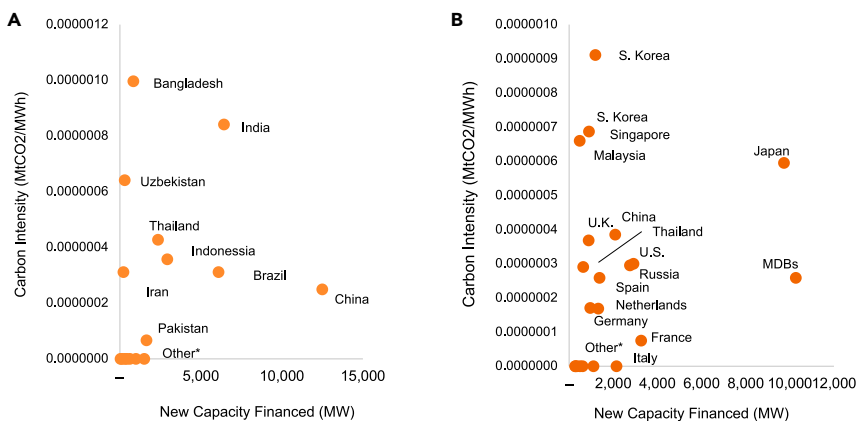 A
0.0000012
0.0000010
0.0000008
0.0000006
0.0000004
0.0000002
0.0000000
Carbon Intensity (MtCO2/MWh)
Bangladesh
India
Uzbekistan
Thailand
Indonessia
Iran
Brazil
China
Pakistan
Other*
– 5,000 10,000 15,000
New Capacity Financed (MW)
B
0.0000010
0.0000009
0.0000008
0.0000007
0.0000006
0.0000005
0.0000004
0.0000003
0.0000002
0.0000001
0.0000000
Carbon Intensity (MtCO2/MWh)
S. Korea
S. Korea
Singapore
Malaysia
Japan
U.K.
China
Thailand
U.S.
MDBs
Russia
Spain
Netherlands
Germany
France
Other*
Italy
– 2,000 4,000 6,000 8,000 10,000 12,000
New Capacity Financed (MW)